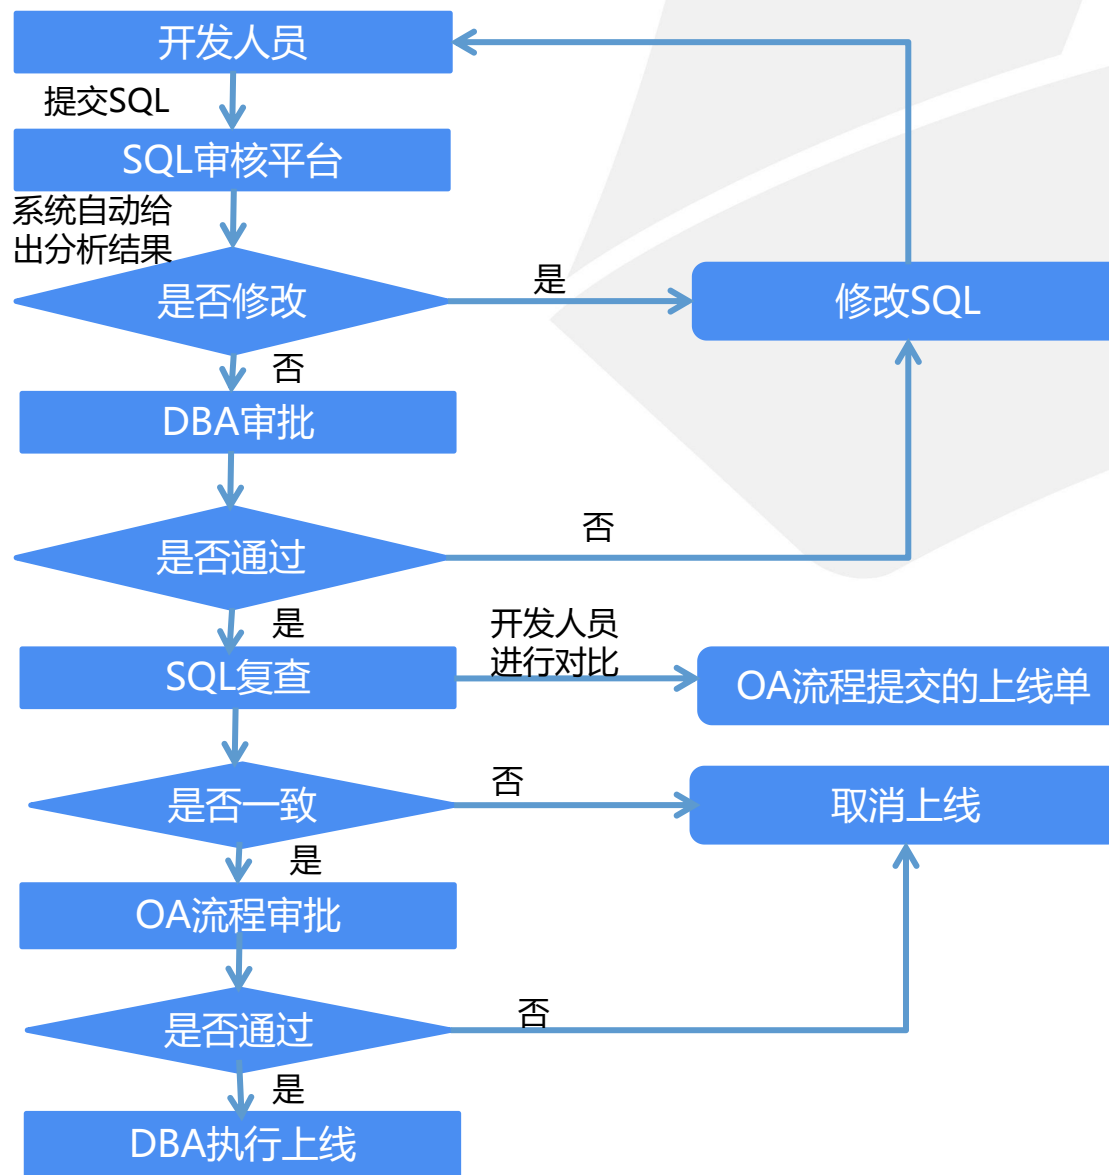 开发人员
提交SQL
SQL审核平台
系统自动给
出分析结果
是否修改
是
修改SQL
否
DBA审批
是否通过
否
是
SQL复查
开发人员
进行对比
OA流程提交的上线单
是否一致
否
取消上线
是
OA流程审批
是否通过
否
是
DBA执行上线